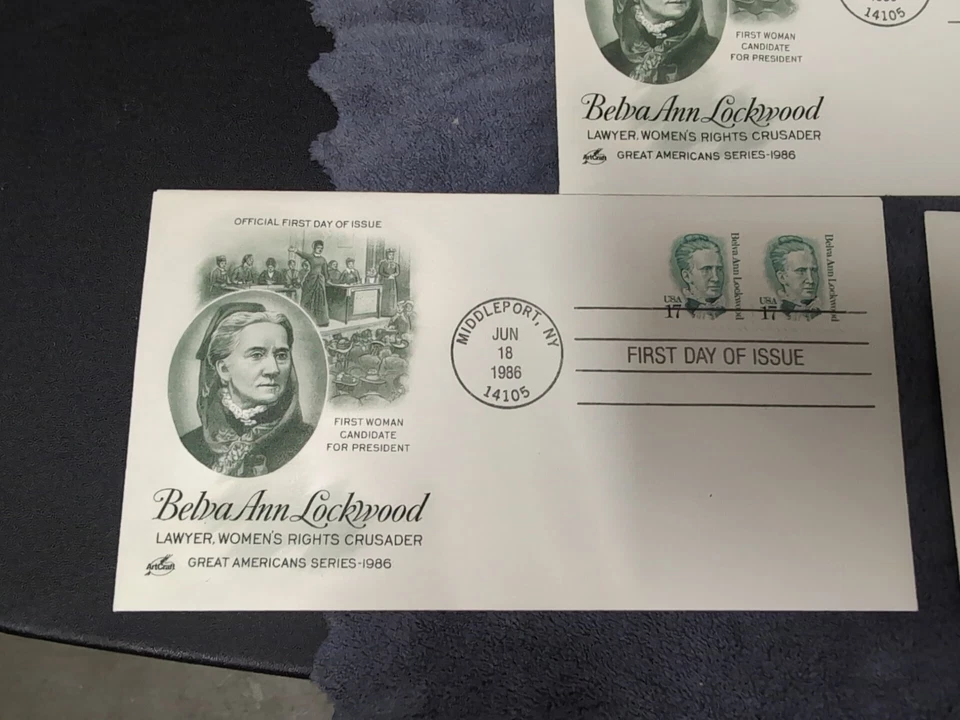 14105
FIRST WOMAN
CANDIDATE
FOR PRESIDENT
Belva Ann Lockwood
LAWYER, WOMEN'S RIGHTS CRUSADER
ArtCraft
GREAT AMERICANS SERIES-1986
OFFICIAL FIRST DAY OF ISSUE
FIRST WOMAN
CANDIDATE
FOR PRESIDENT
Belva Ann Lockwood
LAWYER, WOMEN'S RIGHTS CRUSADER
ArtCraft
GREAT AMERICANS SERIES-1986
MIDDLEPORT, NY
JUN
18
1986
14105
Belva Ann Lockwood
USA
17
Belva Ann Lockwood
USA
17
FIRST DAY OF ISSUE